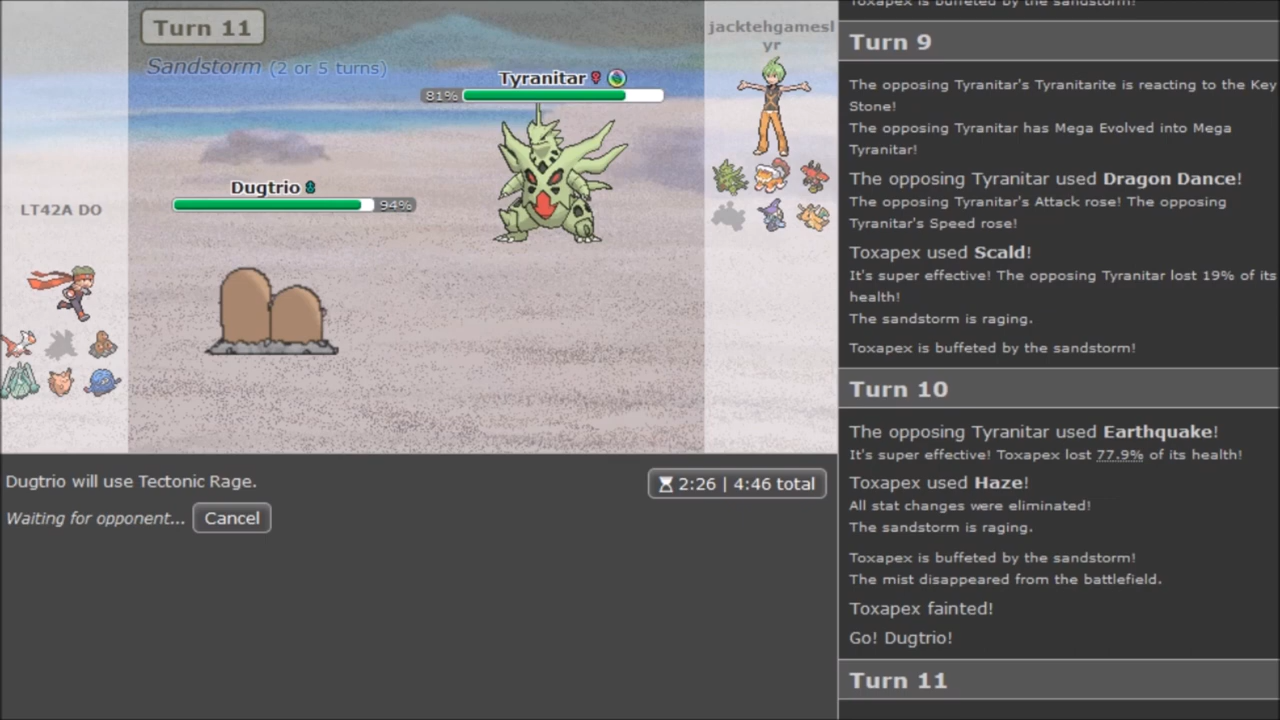 Turn 11
Sandstorm (2 or 5 turns)
Tyranitar
81%
Dugtrio
94%
LT42A DO
jacktehgamesl
yr
Dugtrio will use Tectonic Rage.
2:26 | 4:46 total
Waiting for opponent... Cancel
Toxapex is buffeted by the sandstorm!
Turn 9
The opposing Tyranitar's Tyranitarite is reacting to the Key
Stone!
The opposing Tyranitar has Mega Evolved into Mega
Tyranitar!
The opposing Tyranitar used Dragon Dance!
The opposing Tyranitar's Attack rose! The opposing
Tyranitar's Speed rose!
Toxapex used Scald!
It's super effective! The opposing Tyranitar lost 19% of its
health!
The sandstorm is raging.
Toxapex is buffeted by the sandstorm!
Turn 10
The opposing Tyranitar used Earthquake!
It's super effective! Toxapex lost 77.9% of its health!
Toxapex used Haze!
All stat changes were eliminated!
The sandstorm is raging.
Toxapex is buffeted by the sandstorm!
The mist disappeared from the battlefield.
Toxapex fainted!
Go! Dugtrio!
Turn 11